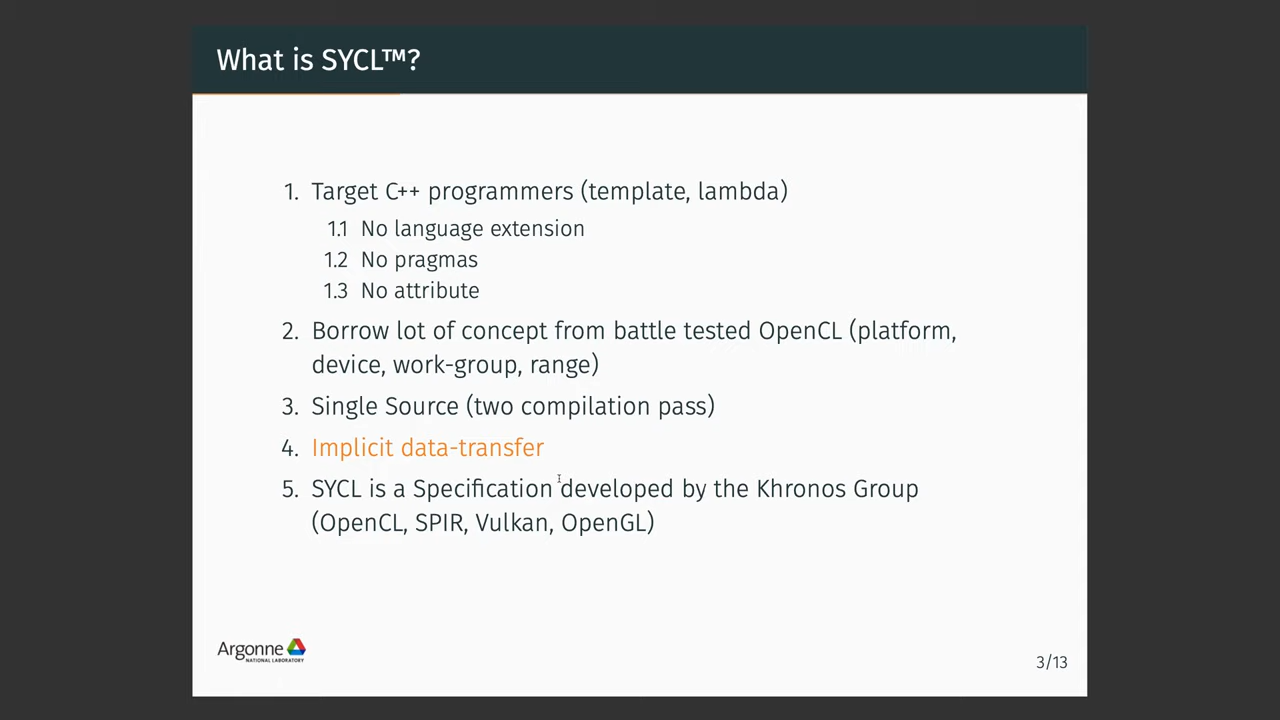 What is SYCL™?
1. Target C++ programmers (template, lambda)
1.1 No language extension
1.2 No pragmas
1.3 No attribute
2. Borrow lot of concept from battle tested OpenCL (platform,
device, work-group, range)
3. Single Source (two compilation pass)
4. Implicit data-transfer
5. SYCL is a Specification developed by the Khronos Group
(OpenCL, SPIR, Vulkan, OpenGL)
Argonne
NATIONAL LABORATORY
3/13